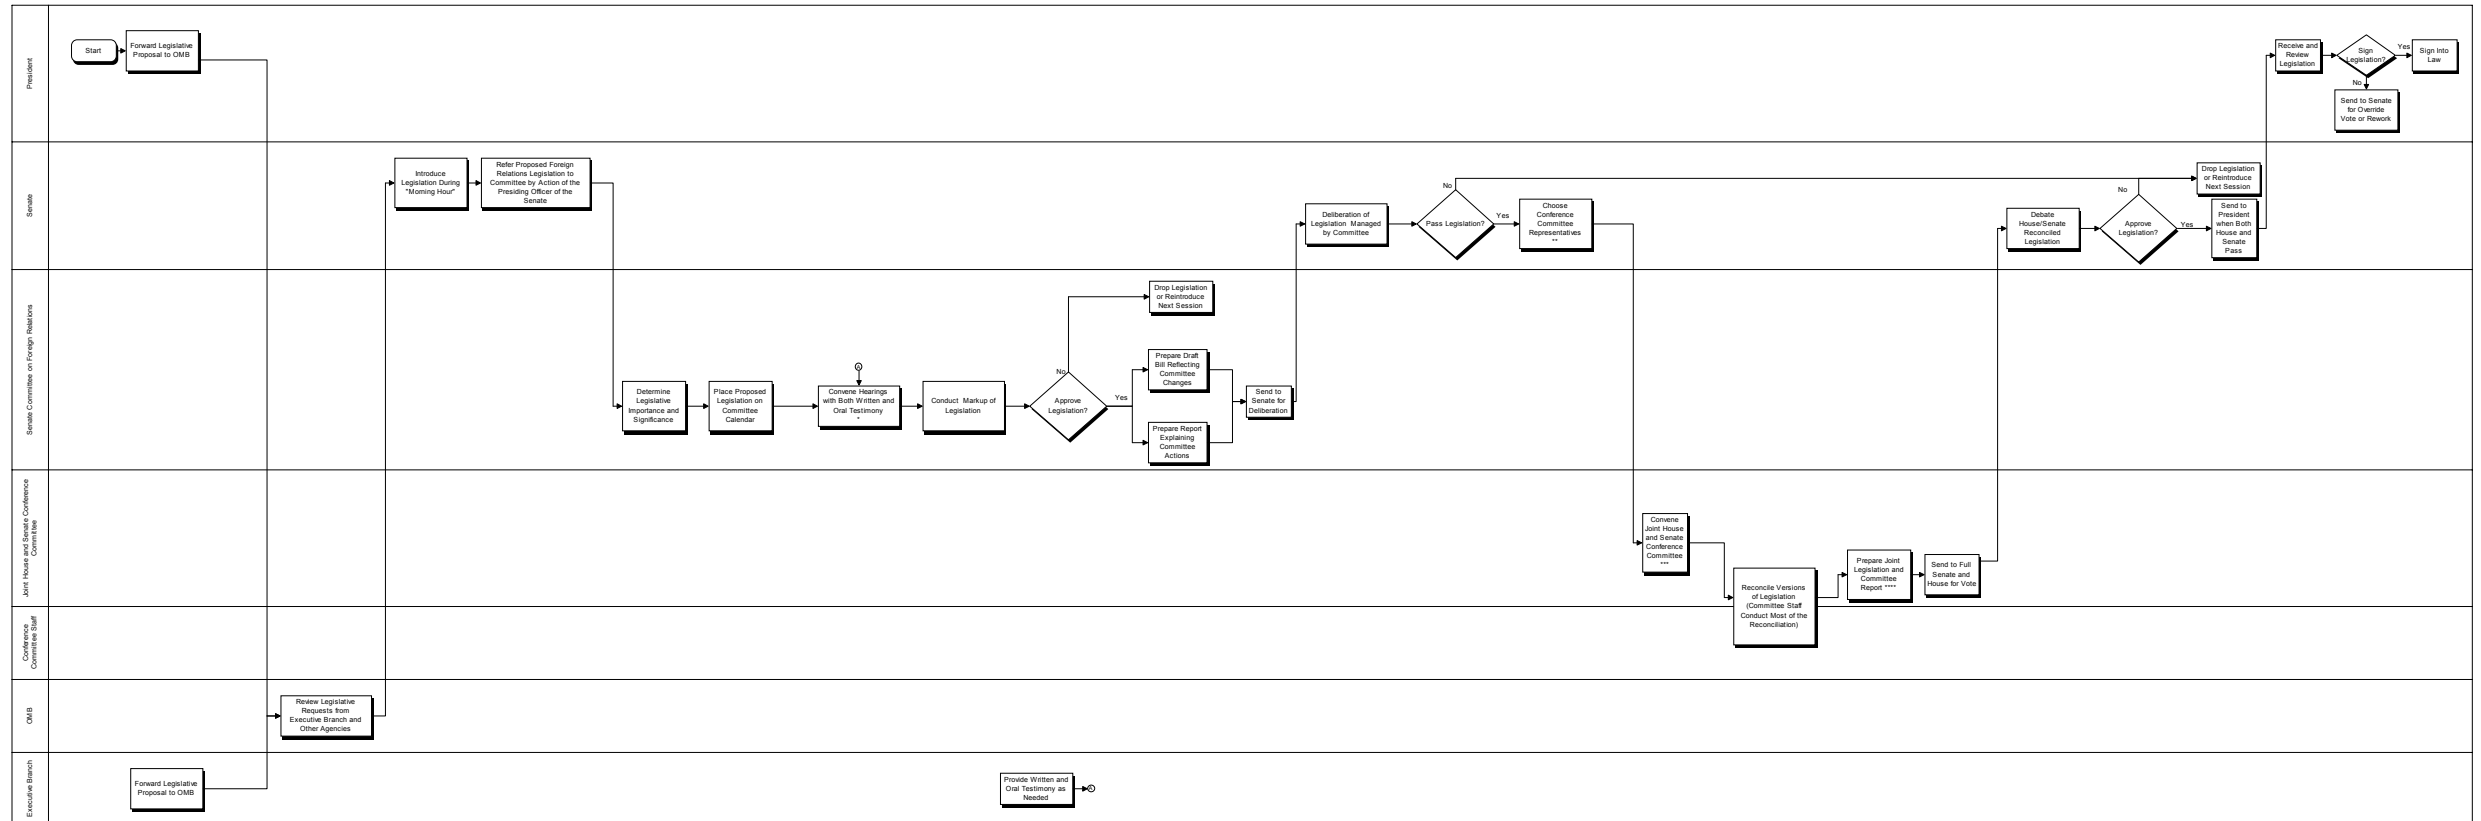 President
Start
Forward Legislative
Proposal to OMB
Receive and
Review
Legislation
Sign
Legislation?
Yes
Sign Into
Law
No
Send to Senate
for Override
Vote or Rework
Senate
Introduce
Legislation During
"Morning Hour"
Refer Proposed Foreign
Relations Legislation to
Committee by Action of the
Presiding Officer of the
Senate
Deliberation of
Legislation Managed
by Committee
No
Pass Legislation?
Yes
Choose
Conference
Committee
Representatives
**
Debate
House/Senate
Reconciled
Legislation
No
Approve
Legislation?
Yes
Drop Legislation
or Reintroduce
Next Session
Send to
President
when Both
House and
Senate
Pass
Senate Committee on Foreign Relations
Determine
Legislative
Importance and
Significance
Place Proposed
Legislation on
Committee
Calendar
A
Convene Hearings
with Both Written and
Oral Testimony
*
Conduct Markup of
Legislation
No
Approve
Legislation?
Yes
Drop Legislation
or Reintroduce
Next Session
Prepare Draft
Bill Reflecting
Committee
Changes
Prepare Report
Explaining
Committee
Actions
Send to
Senate for
Deliberation
Joint House and Senate Conference
Committee
Convene
Joint House
and Senate
Conference
Committee
***
Reconcile Versions
of Legislation
(Committee Staff
Conduct Most of the
Reconciliation)
Prepare Joint
Legislation and
Committee
Report ****
Send to Full
Senate and
House for Vote
Conference
Committee Staff
OMB
Review Legislative
Requests from
Executive Branch and
Other Agencies
Executive Branch
Forward Legislative
Proposal to OMB
Provide Written and
Oral Testimony as
Needed
A